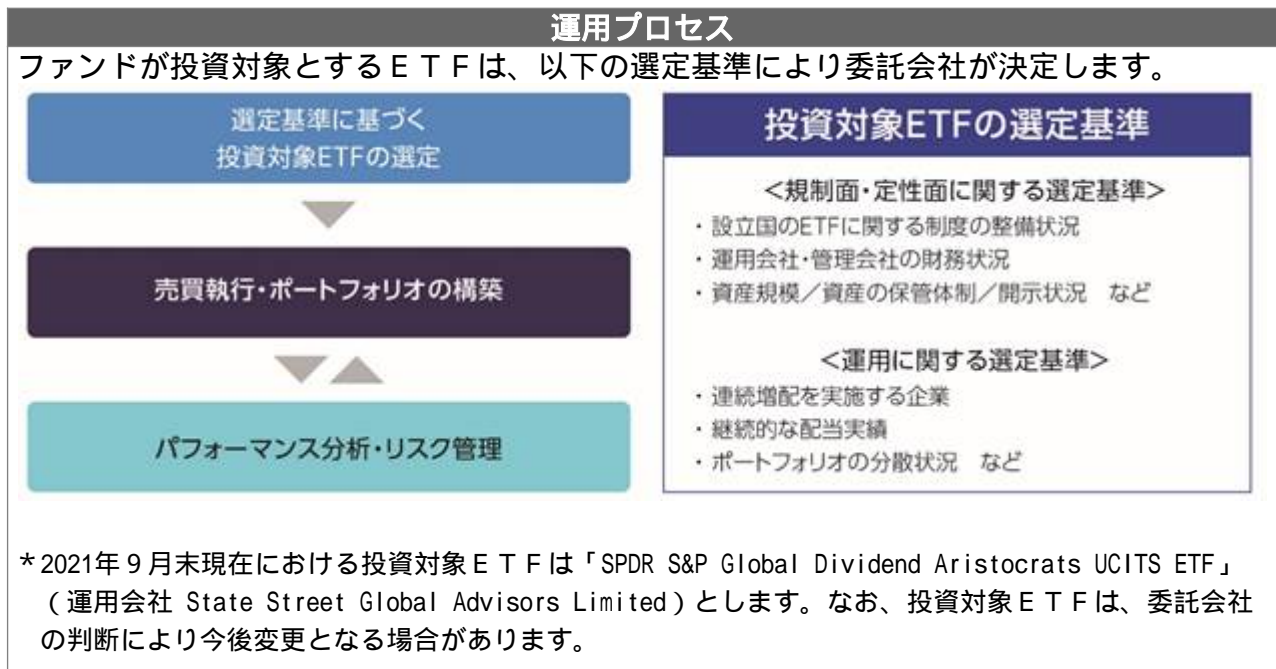 運用プロセス
ファンドが投資対象とするＥＴＦは、以下の選定基準により委託会社が決定します。
選定基準に基づく
投資対象ETFの選定
売買執行・ポートフォリオの構築
パフォーマンス分析・リスク管理
投資対象ETFの選定基準
＜規制面・定性面に関する選定基準＞
・設立国のETFに関する制度の整備状況
・運用会社・管理会社の財務状況
・資産規模／資産の保管体制／開示状況　など
＜運用に関する選定基準＞
・連続増配を実施する企業
・継続的な配当実績
・ポートフォリオの分散状況　など
＊2021年９月末現在における投資対象ＥＴＦは「SPDR S&P Global Dividend Aristocrats UCITS ETF」
（運用会社 State Street Global Advisors Limited）とします。なお、投資対象ＥＴＦは、委託会社
の判断により今後変更となる場合があります。